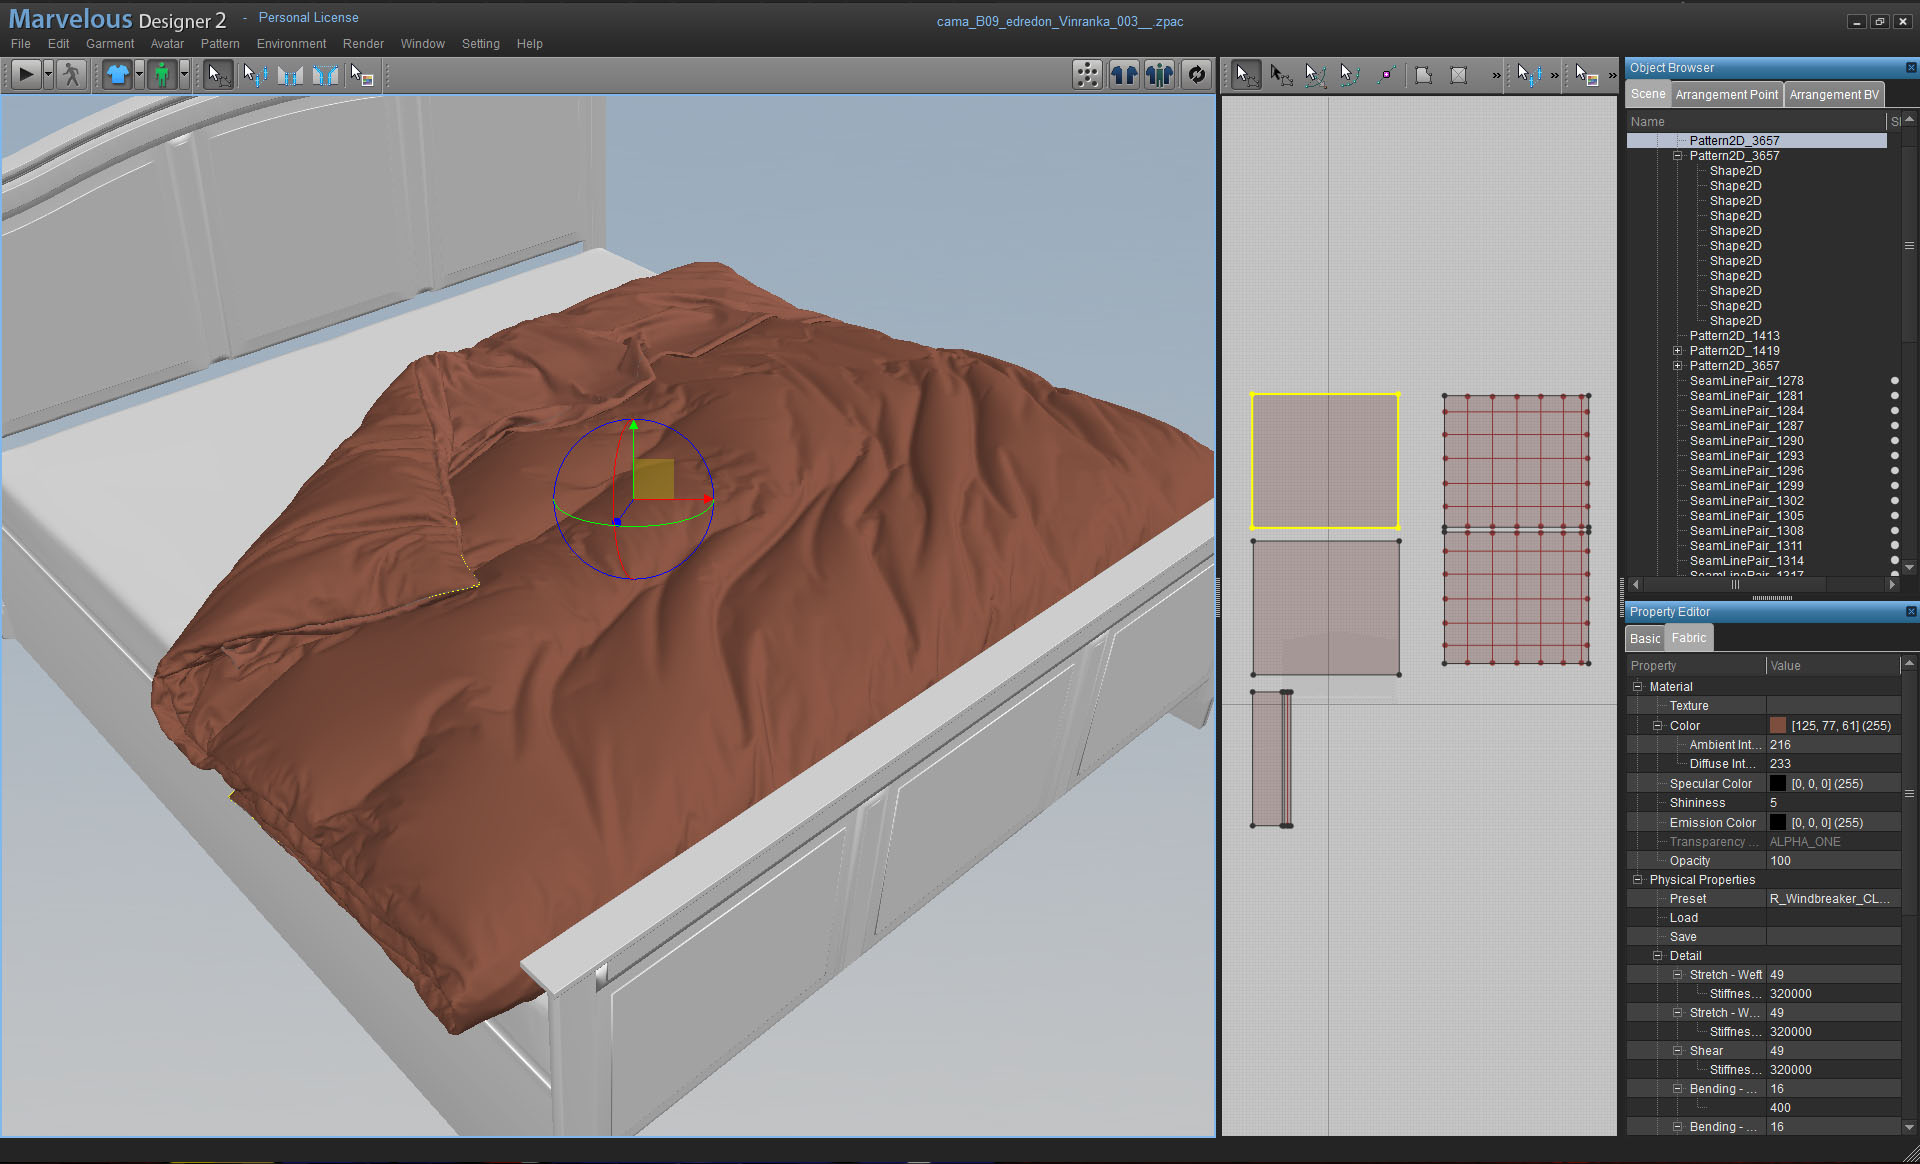 Marvelous Designer 2 - Personal License
cama_B09_edredon_Vinranka_003__.zpac
File Edit Garment Avatar Pattern Environment Render Window Setting Help
Object Browser
Scene Arrangement Point Arrangement BV
Name
Pattern2D_3657
Pattern2D_3657
Shape2D
Shape2D
Shape2D
Shape2D
Shape2D
Shape2D
Shape2D
Shape2D
Shape2D
Shape2D
Shape2D
Pattern2D_1413
Pattern2D_1419
Pattern2D_3657
SeamLinePair_1278
SeamLinePair_1281
SeamLinePair_1284
SeamLinePair_1287
SeamLinePair_1290
SeamLinePair_1293
SeamLinePair_1296
SeamLinePair_1299
SeamLinePair_1302
SeamLinePair_1305
SeamLinePair_1308
SeamLinePair_1311
SeamLinePair_1314
SeamLinePair_1317
Property Editor
Basic Fabric
Property Value
Material
Texture
Color [125, 77, 61] (255)
Ambient Int... 216
Diffuse Int... 233
Specular Color [0, 0, 0] (255)
Shininess 5
Emission Color [0, 0, 0] (255)
Transparency ... ALPHA_ONE
Opacity 100
Physical Properties
Preset R_Windbreaker_CL...
Load
Save
Detail
Stretch - Weft 49
Stiffnes... 320000
Stretch - W... 49
Stiffnes... 320000
Shear 49
Stiffnes... 320000
Bending - ... 16
400
Bending - ... 16